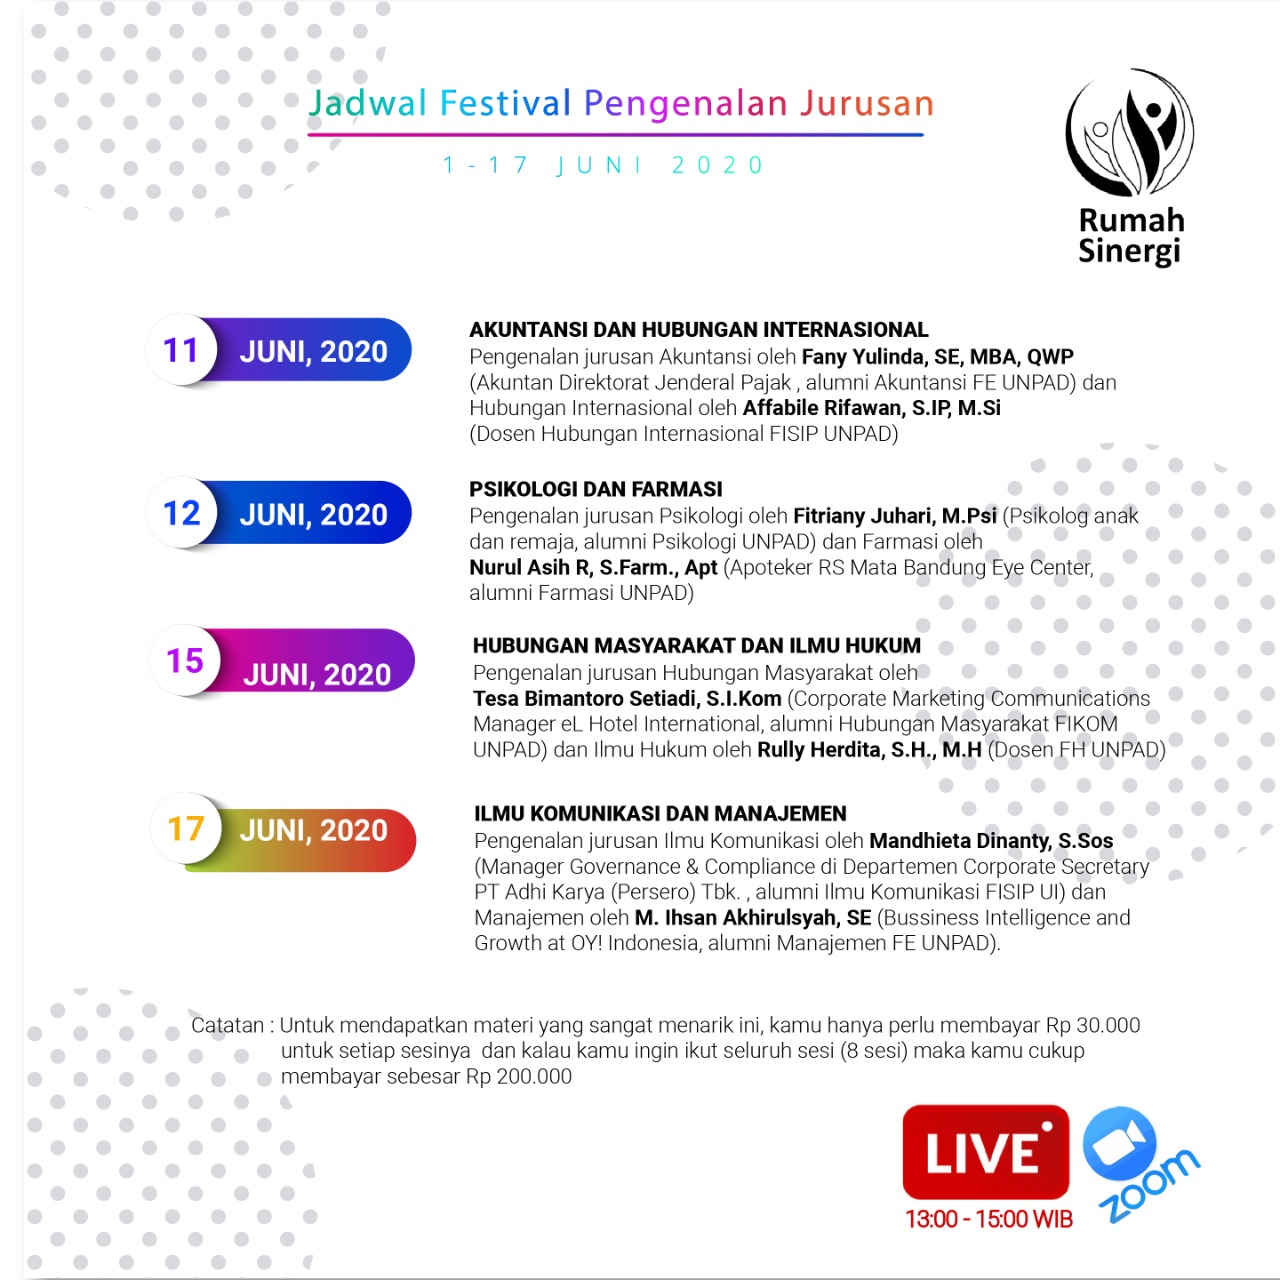 Jadwal Festival Pengenalan Jurusan
1-17 JUNI 2020
Rumah
Sinergi
11 JUNI, 2020
AKUNTANSI DAN HUBUNGAN INTERNASIONAL
Pengenalan jurusan Akuntansi oleh Fany Yulinda, SE, MBA, QWP
(Akuntan Direktorat Jenderal Pajak , alumni Akuntansi FE UNPAD) dan
Hubungan Internasional oleh Affabile Rifawan, S.IP, M.Si
(Dosen Hubungan Internasional FISIP UNPAD)
12 JUNI, 2020
PSIKOLOGI DAN FARMASI
Pengenalan jurusan Psikologi oleh Fitriany Juhari, M.Psi (Psikolog anak
dan remaja, alumni Psikologi UNPAD) dan Farmasi oleh
Nurul Asih R, S.Farm., Apt (Apoteker RS Mata Bandung Eye Center,
alumni Farmasi UNPAD)
15 JUNI, 2020
HUBUNGAN MASYARAKAT DAN ILMU HUKUM
Pengenalan jurusan Hubungan Masyarakat oleh
Tesa Bimantoro Setiadi, S.I.Kom (Corporate Marketing Communications
Manager eL Hotel International, alumni Hubungan Masyarakat FIKOM
UNPAD) dan Ilmu Hukum oleh Rully Herdita, S.H., M.H (Dosen FH UNPAD)
17 JUNI, 2020
ILMU KOMUNIKASI DAN MANAJEMEN
Pengenalan jurusan Ilmu Komunikasi oleh Mandhieta Dinanty, S.Sos
(Manager Governance & Compliance di Departemen Corporate Secretary
PT Adhi Karya (Persero) Tbk. , alumni Ilmu Komunikasi FISIP UI) dan
Manajemen oleh M. Ihsan Akhirulsyah, SE (Bussiness Intelligence and
Growth at OY! Indonesia, alumni Manajemen FE UNPAD).
Catatan : Untuk mendapatkan materi yang sangat menarik ini, kamu hanya perlu membayar Rp 30.000
untuk setiap sesinya dan kalau kamu ingin ikut seluruh sesi (8 sesi) maka kamu cukup
membayar sebesar Rp 200.000
LIVE
zoom
13:00 - 15:00 WIB